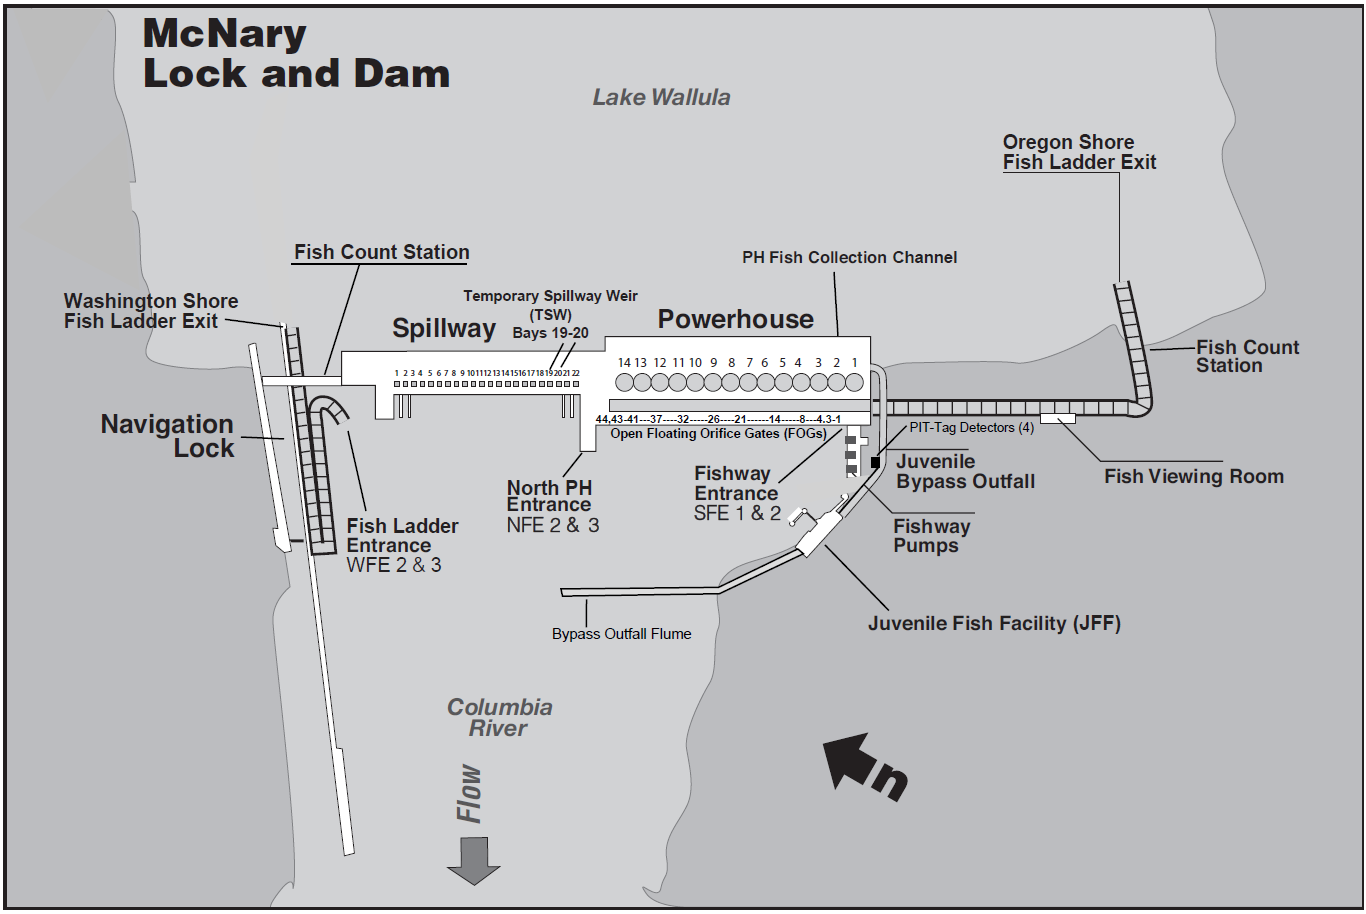 McNary
Lock and Dam
Lake Wallula
Oregon Shore
Fish Ladder Exit
Fish Count Station
PH Fish Collection Channel
Washington Shore
Fish Ladder Exit
Temporary Spillway Weir
(TSW)
Bays 19-20
Spillway
Powerhouse
Fish Count
Station
14 13 12 11 10 9 8 7 6 5 4 3 2 1
1 2 3 4 5 6 7 8 9 10 11 12 13 14 15 16 17 18 19 20 21 22
Navigation
Lock
44,43-41---37----32-----26----21-------14-----8---4,3-1
Open Floating Orifice Gates (FOGs)
PIT-Tag Detectors (4)
Juvenile
Bypass Outfall
Fish Viewing Room
Fishway
Entrance
SFE 1 & 2
North PH
Entrance
NFE 2 & 3
Fish Ladder
Entrance
WFE 2 & 3
Fishway
Pumps
Juvenile Fish Facility (JFF)
Bypass Outfall Flume
Columbia
River
Flow
n